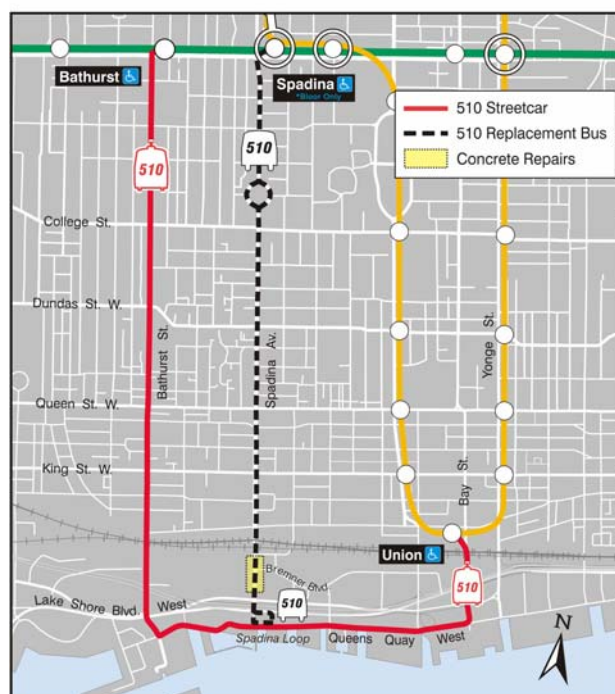 Bathurst
Spadina
*Bloor Only
510 Streetcar
510 Replacement Bus
Concrete Repairs
510
510
College St.
Dundas St. W.
Bathurst St.
Spadina Av.
Yonge St.
Queen St. W.
King St. W.
Bay St.
Union
Bremner Blvd.
510
510
Lake Shore Blvd. West
Spadina Loop
Queens Quay West
N